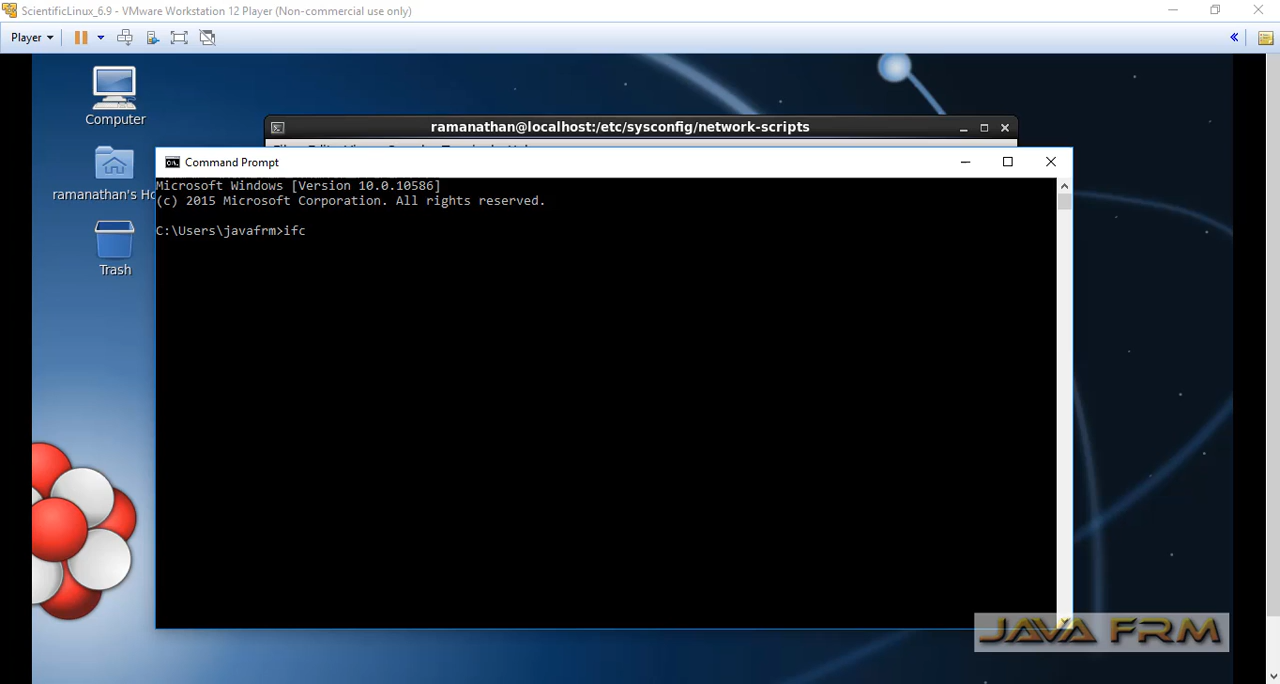 ScientificLinux_6.9 - VMware Workstation 12 Player (Non-commercial use only)
Player
Computer
ramanathan@localhost:/etc/sysconfig/network-scripts
Command Prompt
Microsoft Windows [Version 10.0.10586]
(c) 2015 Microsoft Corporation. All rights reserved.
ramanathan's Ho
C:\Users\javafrm>ifc
Trash
JAVA FRM